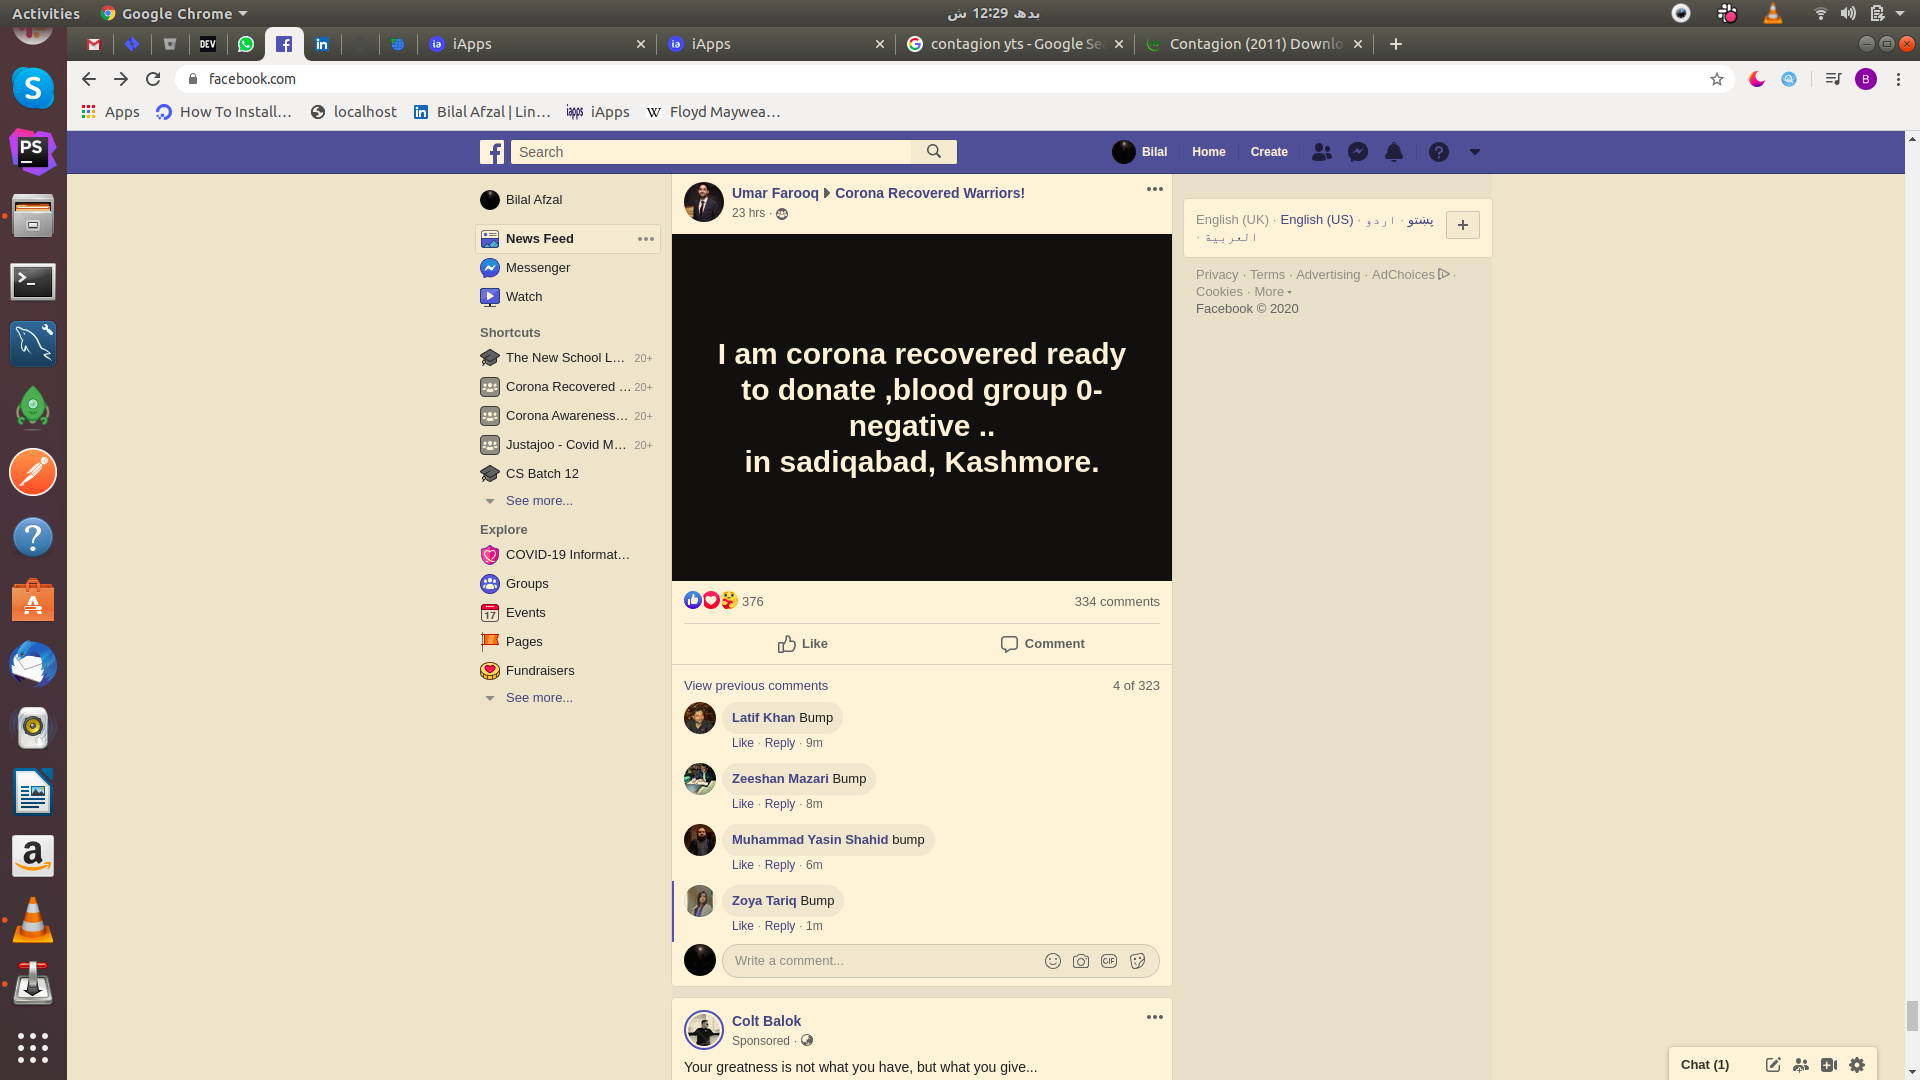 Activities
Google Chrome
بدھ 12:29 ش
DEV
iApps
iApps
contagion yts - Google Se
Contagion (2011) Downlo
facebook.com
B
Apps
How To Install…
localhost
Bilal Afzal | Lin…
iApps
Floyd Maywea…
Search
Bilal
Home
Create
Bilal Afzal
News Feed
Messenger
Watch
Shortcuts
The New School L… 20+
Corona Recovered … 20+
Corona Awareness… 20+
Justajoo - Covid M… 20+
CS Batch 12
See more...
Explore
COVID-19 Informat…
Groups
17
Events
Pages
Fundraisers
See more...
Umar Farooq ▶ Corona Recovered Warriors!
23 hrs ·
I am corona recovered ready
to donate ,blood group 0-
negative ..
in sadiqabad, Kashmore.
376
334 comments
Like
Comment
View previous comments
4 of 323
Latif Khan Bump
Like · Reply · 9m
Zeeshan Mazari Bump
Like · Reply · 8m
Muhammad Yasin Shahid bump
Like · Reply · 6m
Zoya Tariq Bump
Like · Reply · 1m
Write a comment...
GIF
Colt Balok
Sponsored ·
Your greatness is not what you have, but what you give...
English (UK) · English (US) · اردو · پښتو ·
العربية
Privacy · Terms · Advertising · AdChoices ·
Cookies · More
Facebook © 2020
Chat (1)
PS